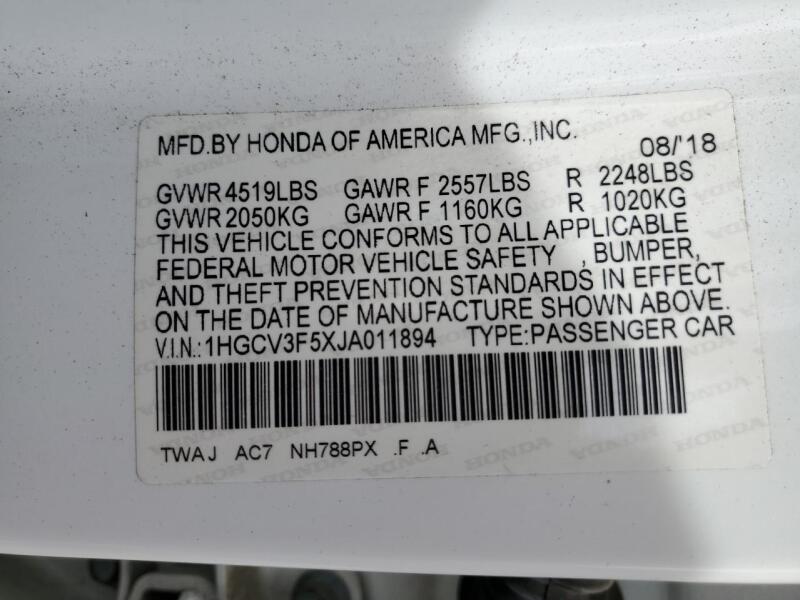 MFD.BY HONDA OF AMERICA MFG.,INC. 08/'18
GVWR 4519LBS GAWR F 2557LBS R 2248LBS
GVWR 2050KG GAWR F 1160KG R 1020KG
THIS VEHICLE CONFORMS TO ALL APPLICABLE
FEDERAL MOTOR VEHICLE SAFETY , BUMPER,
AND THEFT PREVENTION STANDARDS IN EFFECT
ON THE DATE OF MANUFACTURE SHOWN ABOVE.
V.I.N.:1HGCV3F5XJA011894 TYPE:PASSENGER CAR
TWAJ AC7 NH788PX .F .A